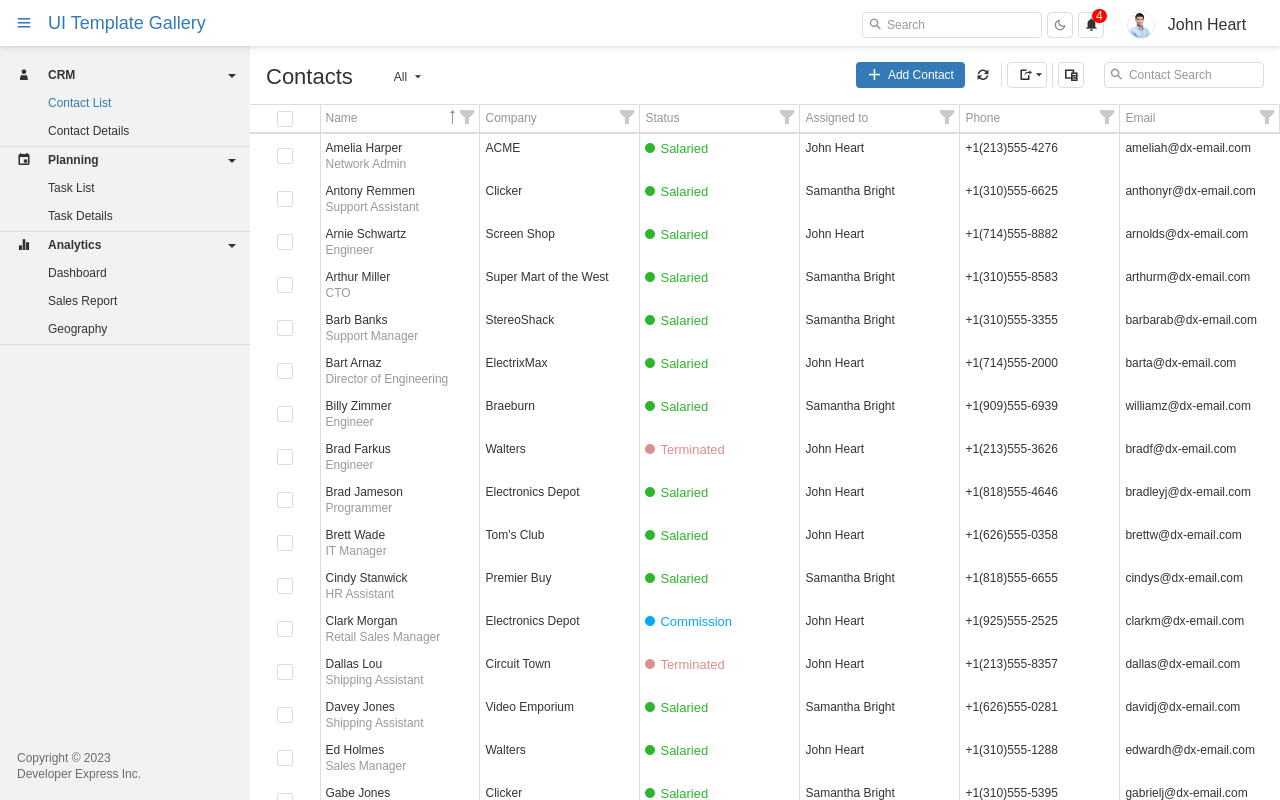 UI Template Gallery
Search
4
John Heart
CRM
Contact List
Contact Details
Planning
Task List
Task Details
Analytics
Dashboard
Sales Report
Geography
Copyright © 2023
Developer Express Inc.
Contacts
All
Add Contact
Contact Search
Name Company Status Assigned to Phone Email
Amelia Harper ACME Salaried John Heart +1(213)555-4276 ameliah@dx-email.com
Network Admin
Antony Remmen Clicker Salaried Samantha Bright +1(310)555-6625 anthonyr@dx-email.com
Support Assistant
Arnie Schwartz Screen Shop Salaried John Heart +1(714)555-8882 arnolds@dx-email.com
Engineer
Arthur Miller Super Mart of the West Salaried Samantha Bright +1(310)555-8583 arthurm@dx-email.com
CTO
Barb Banks StereoShack Salaried Samantha Bright +1(310)555-3355 barbarab@dx-email.com
Support Manager
Bart Arnaz ElectrixMax Salaried John Heart +1(714)555-2000 barta@dx-email.com
Director of Engineering
Billy Zimmer Braeburn Salaried Samantha Bright +1(909)555-6939 williamz@dx-email.com
Engineer
Brad Farkus Walters Terminated John Heart +1(213)555-3626 bradf@dx-email.com
Engineer
Brad Jameson Electronics Depot Salaried John Heart +1(818)555-4646 bradleyj@dx-email.com
Programmer
Brett Wade Tom's Club Salaried John Heart +1(626)555-0358 brettw@dx-email.com
IT Manager
Cindy Stanwick Premier Buy Salaried Samantha Bright +1(818)555-6655 cindys@dx-email.com
HR Assistant
Clark Morgan Electronics Depot Commission John Heart +1(925)555-2525 clarkm@dx-email.com
Retail Sales Manager
Dallas Lou Circuit Town Terminated John Heart +1(213)555-8357 dallas@dx-email.com
Shipping Assistant
Davey Jones Video Emporium Salaried Samantha Bright +1(626)555-0281 davidj@dx-email.com
Shipping Assistant
Ed Holmes Walters Salaried John Heart +1(310)555-1288 edwardh@dx-email.com
Sales Manager
Gabe Jones Clicker Salaried Samantha Bright +1(310)555-5395 gabrielj@dx-email.com